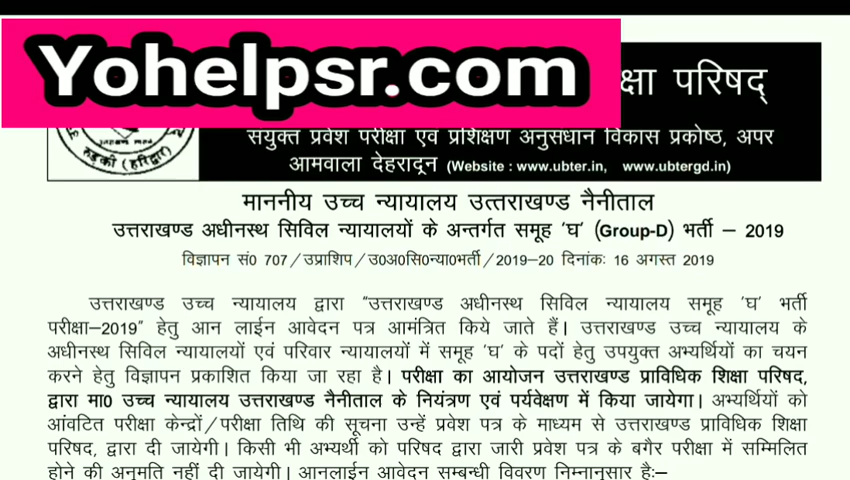 Yohelpsr.com
क्षा परिषद्
रुड़की (हरिद्वार)
संयुक्त प्रवेश परीक्षा एवं प्रशिक्षण अनुसंधान विकास प्रकोष्ठ, अपर
आमवाला देहरादून (Website : www.ubter.in, www.ubtergd.in)
माननीय उच्च न्यायालय उत्तराखण्ड नैनीताल
उत्तराखण्ड अधीनस्थ सिविल न्यायालयों के अन्तर्गत समूह ‘घ’ (Group-D) भर्ती – 2019
विज्ञापन सं0 707/उप्राशिप/उ0अ0सि0न्या0भर्ती/2019-20 दिनांकः 16 अगस्त 2019
उत्तराखण्ड उच्च न्यायालय द्वारा "उत्तराखण्ड अधीनस्थ सिविल न्यायालय समूह ‘घ’ भर्ती
परीक्षा–2019" हेतु आन लाईन आवेदन पत्र आमंत्रित किये जाते हैं। उत्तराखण्ड उच्च न्यायालय के
अधीनस्थ सिविल न्यायालयों एवं परिवार न्यायालयों में समूह ‘घ’ के पदों हेतु उपयुक्त अभ्यर्थियों का चयन
करने हेतु विज्ञापन प्रकाशित किया जा रहा है। परीक्षा का आयोजन उत्तराखण्ड प्राविधिक शिक्षा परिषद,
द्वारा मा0 उच्च न्यायालय उत्तराखण्ड नैनीताल के नियंत्रण एवं पर्यवेक्षण में किया जायेगा। अभ्यर्थियों को
आंवटित परीक्षा केन्द्रों/परीक्षा तिथि की सूचना उन्हें प्रवेश पत्र के माध्यम से उत्तराखण्ड प्राविधिक शिक्षा
परिषद, द्वारा दी जायेगी। किसी भी अभ्यर्थी को परिषद द्वारा जारी प्रवेश पत्र के बगैर परीक्षा में सम्मिलित
होने की अनुमति नहीं दी जायेगी। आनलाईन आवेदन सम्बन्धी विवरण निम्नानुसार हैः–